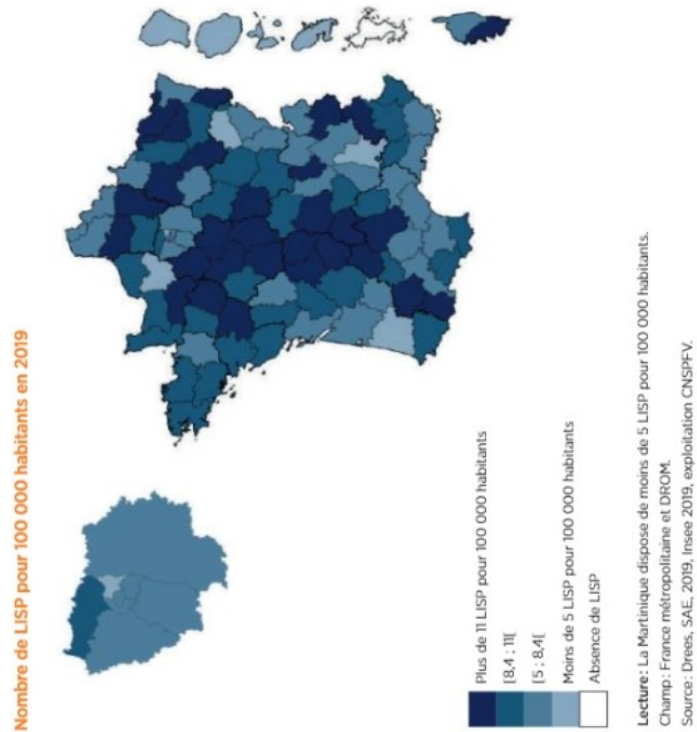 Nombre de LISP pour 100 000 habitants en 2019
Plus de 11 LISP pour 100 000 habitants
[8,4 ; 11[
[5 ; 8,4[
Moins de 5 LISP pour 100 000 habitants
Absence de LISP
Lecture : La Martinique dispose de moins de 5 LISP pour 100 000 habitants.
Champ : France métropolitaine et DROM.
Source : Drees, SAE, 2019, Insee 2019, exploitation CNSPFV.